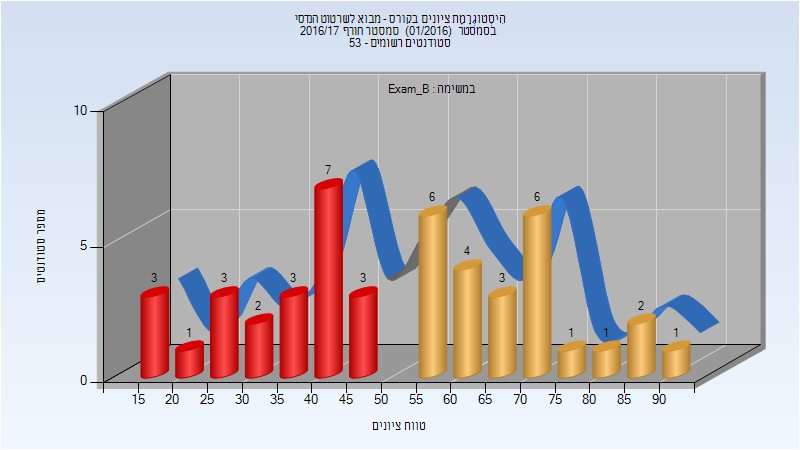 היסטוגרמת ציונים בקורס - מבוא לשרטוט הנדסי
בסמסטר (01/2016) סמסטר חורף 2016/17
סטודנטים רשומים - 53
במשימה : Exam_B
מספר סטודנטים
10
5
0
3
1
3
2
3
7
3
6
4
3
6
1
1
2
1
15 20 25 30 35 40 45 50 55 60 65 70 75 80 85 90
טווח ציונים